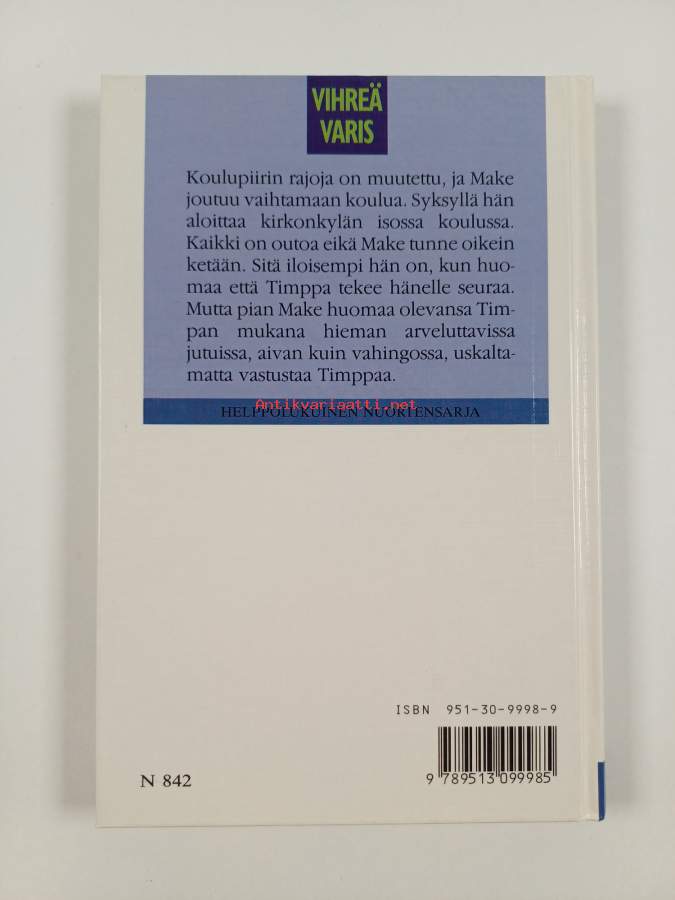 VIHREÄ
VARIS
Koulupiirin rajoja on muutettu, ja Make
joutuu vaihtamaan koulua. Syksyllä hän
aloittaa kirkonkylän isossa koulussa.
Kaikki on outoa eikä Make tunne oikein
ketään. Sitä iloisempi hän on, kun huo-
maa että Timppa tekee hänelle seuraa.
Mutta pian Make huomaa olevansa Tim-
pan mukana hieman arveluttavissa
jutuissa, aivan kuin vahingossa, uskalta-
matta vastustaa Timppaa.
Antikvariaatti.net
HELPPOLUKUINEN NUORTENSARJA
ISBN 951-30-9998-9
9 789513 099985
N 842